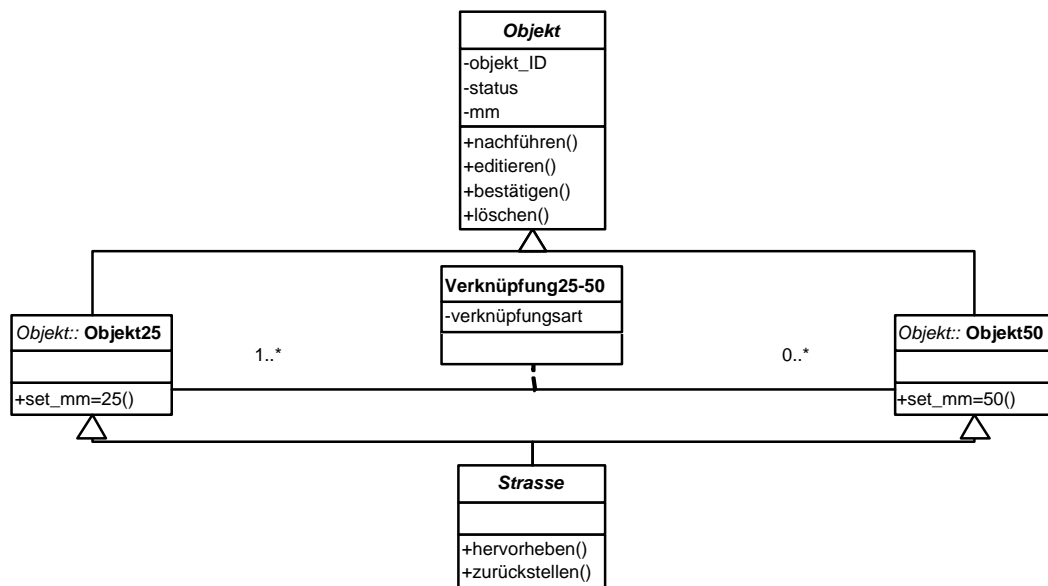 Objekt
-objekt_ID
-status
-mm
+nachführen()
+editieren()
+bestätigen()
+löschen()
Verknüpfung25-50
-verknüpfungsart
Objekt:: Objekt25
+set_mm=25()
1..*
0..*
Objekt:: Objekt50
+set_mm=50()
Strasse
+hervorheben()
+zurückstellen()